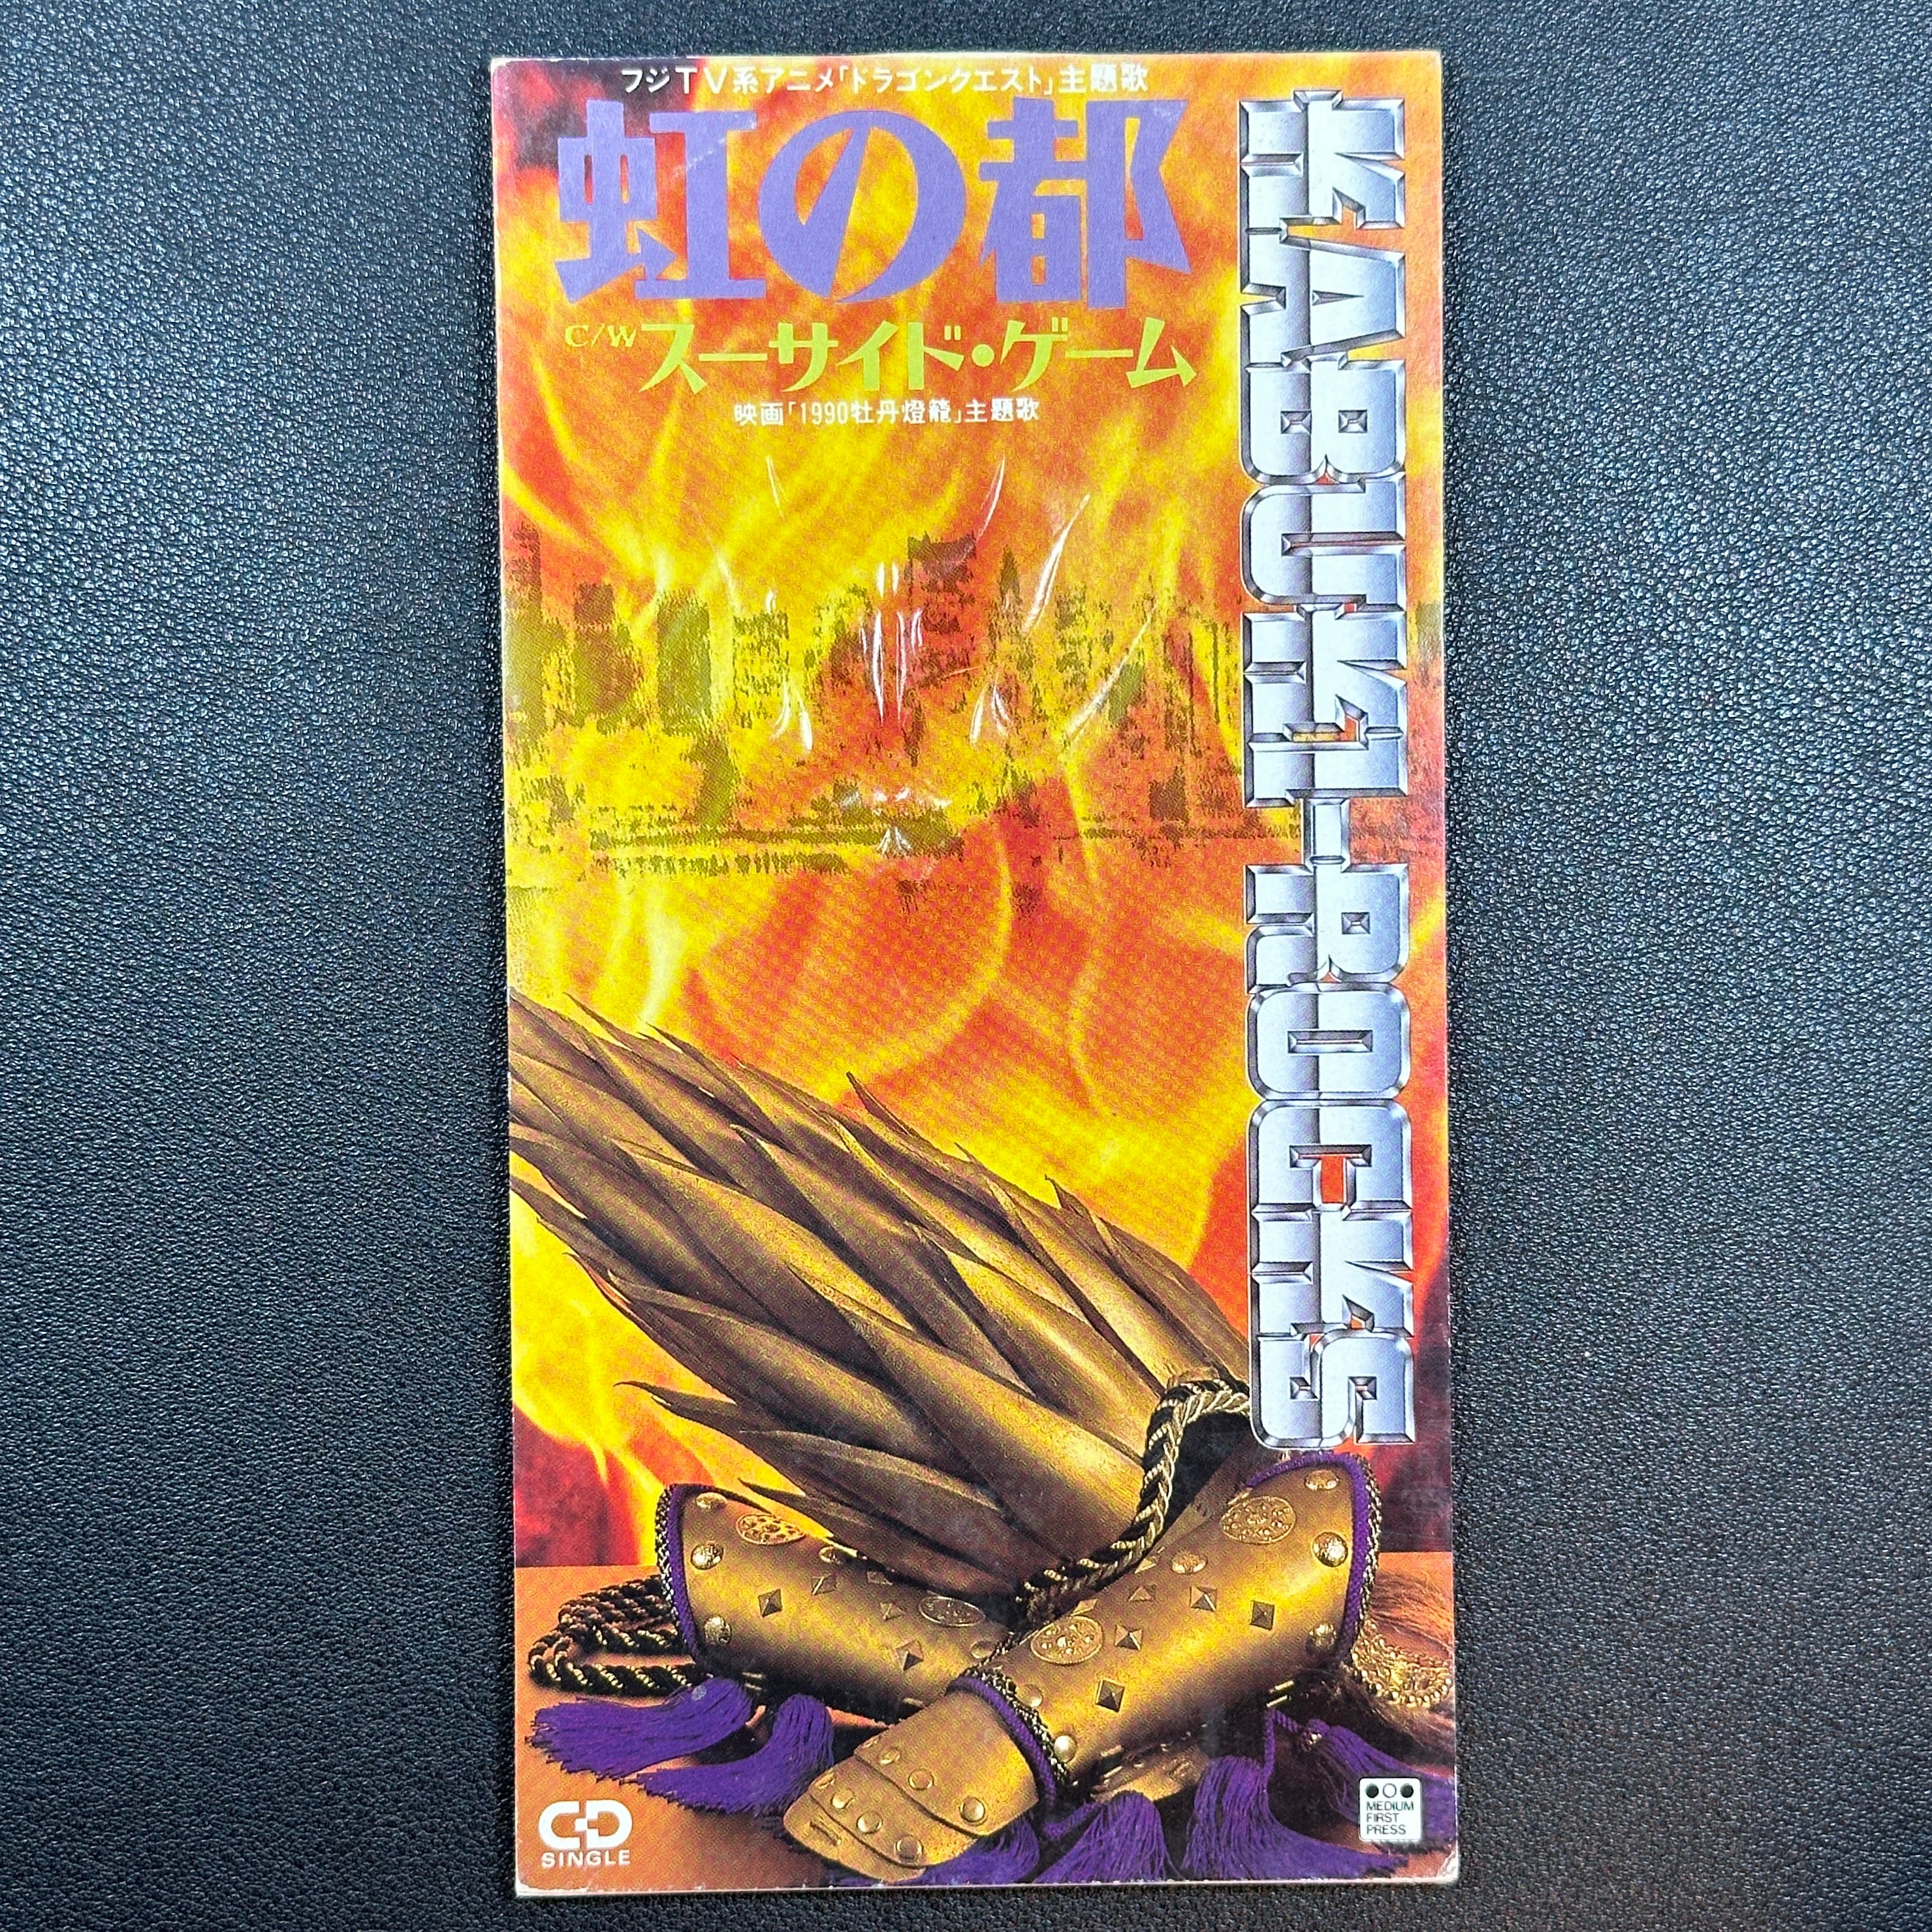 フジTV系アニメ「ドラゴンクエスト」主題歌
虹の都
C/Wスーサイド・ゲーム
映画「1990牡丹燈籠」主題歌
KABUKI-ROCKS
CD
SINGLE
MEDIUM
FIRST
PRESS